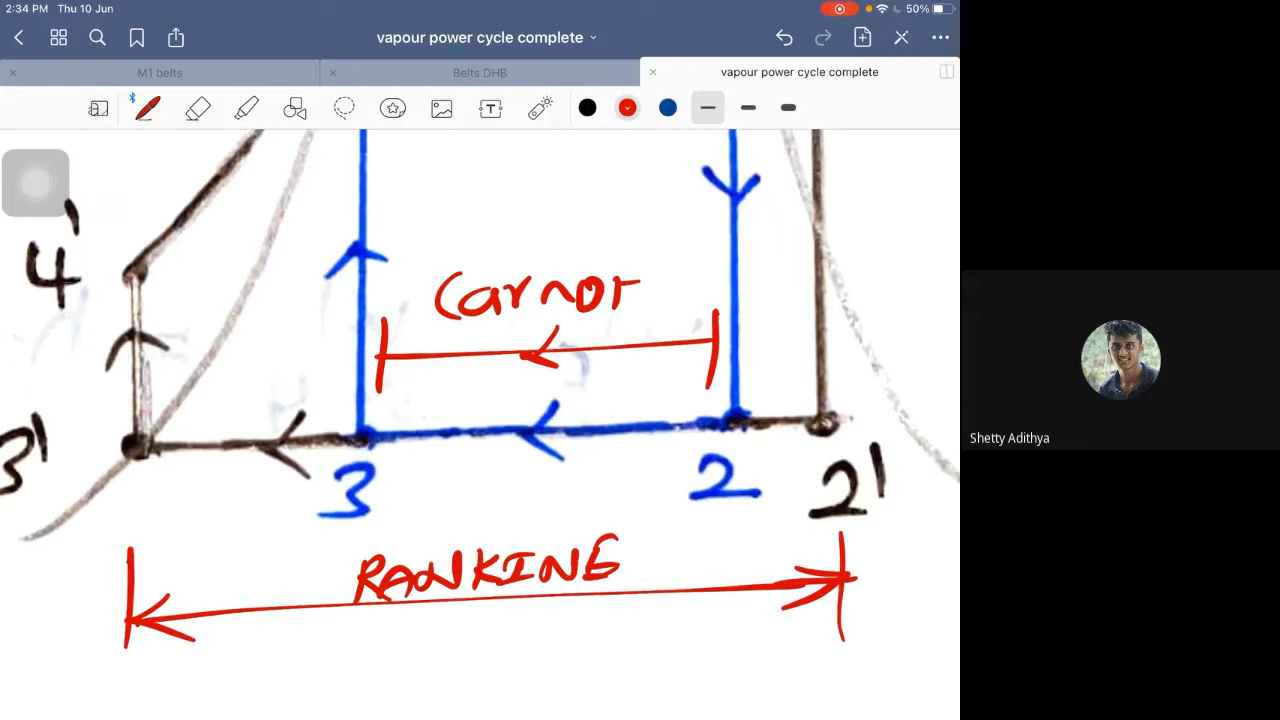 2:34 PM Thu 10 Jun
50%
vapour power cycle complete
M1 belts
Belts DHB
vapour power cycle complete
T
4'
Carnot
3'
3
2
2'
RANKINE
Shetty Adithya